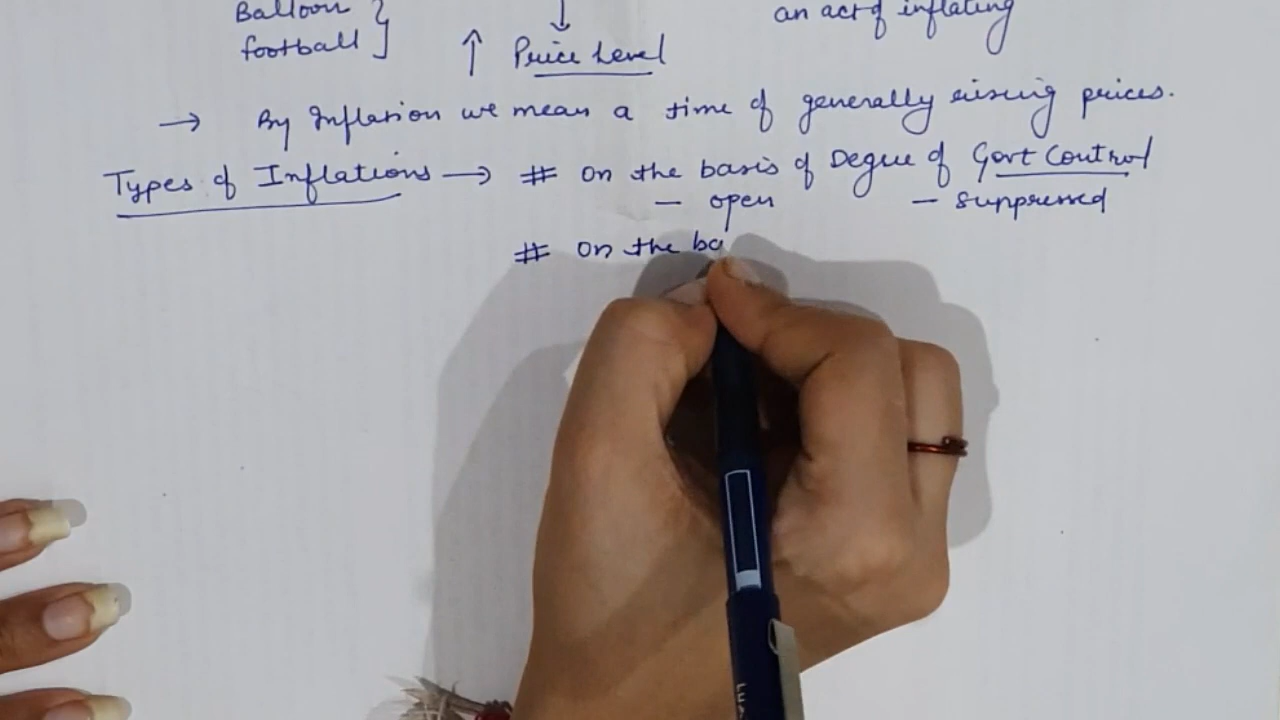 Balloon
football
↓
↑ Price Level
an act of inflating
→ By Inflation we mean a time of generally rising prices.
Types of Inflations → # On the basis of Degree of Govt Control
– open – suppressed
# On the ba